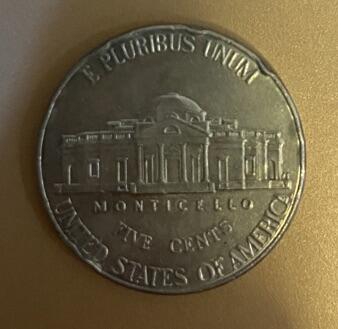 E PLURIBUS UNUM
MONTICELLO
FIVE CENTS
UNITED STATES OF AMERICA